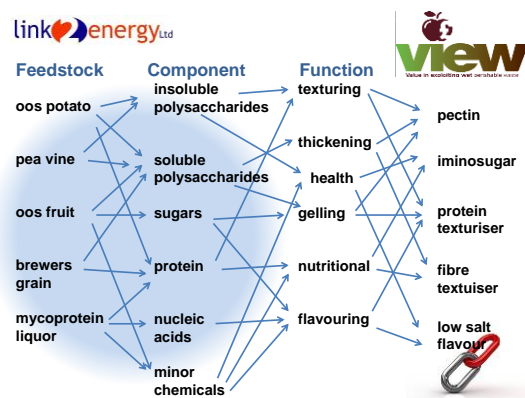 link2energy Ltd
view
Value in exploiting wet perishable waste
Feedstock Component Function
oos potato
pea vine
oos fruit
brewers
grain
mycoprotein
liquor
insoluble
polysaccharides
soluble
polysaccharides
sugars
protein
nucleic
acids
minor
chemicals
texturing
thickening
health
gelling
nutritional
flavouring
pectin
iminosugar
protein
texturiser
fibre
textuiser
low salt
flavour